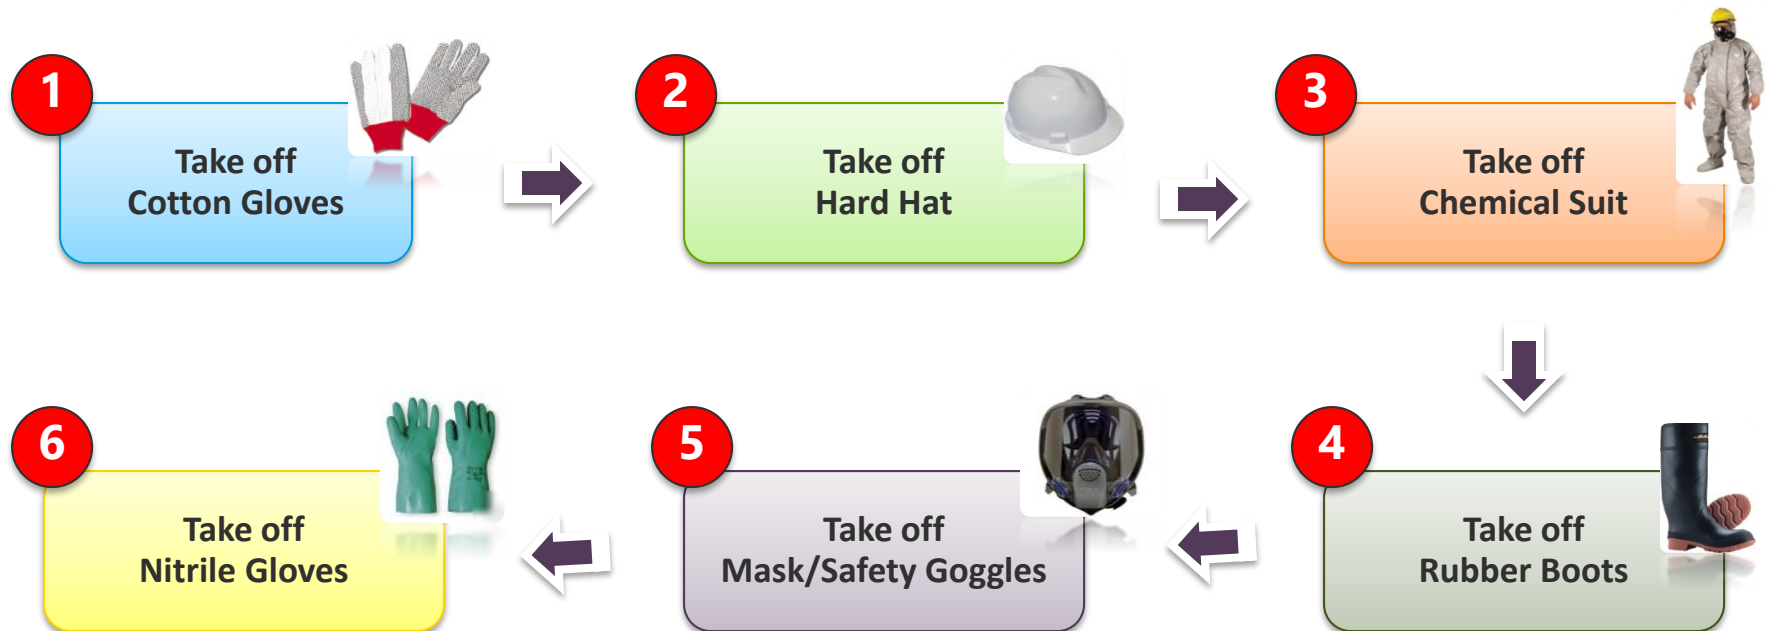 1
Take off
Cotton Gloves
2
Take off
Hard Hat
3
Take off
Chemical Suit
4
Take off
Rubber Boots
5
Take off
Mask/Safety Goggles
6
Take off
Nitrile Gloves